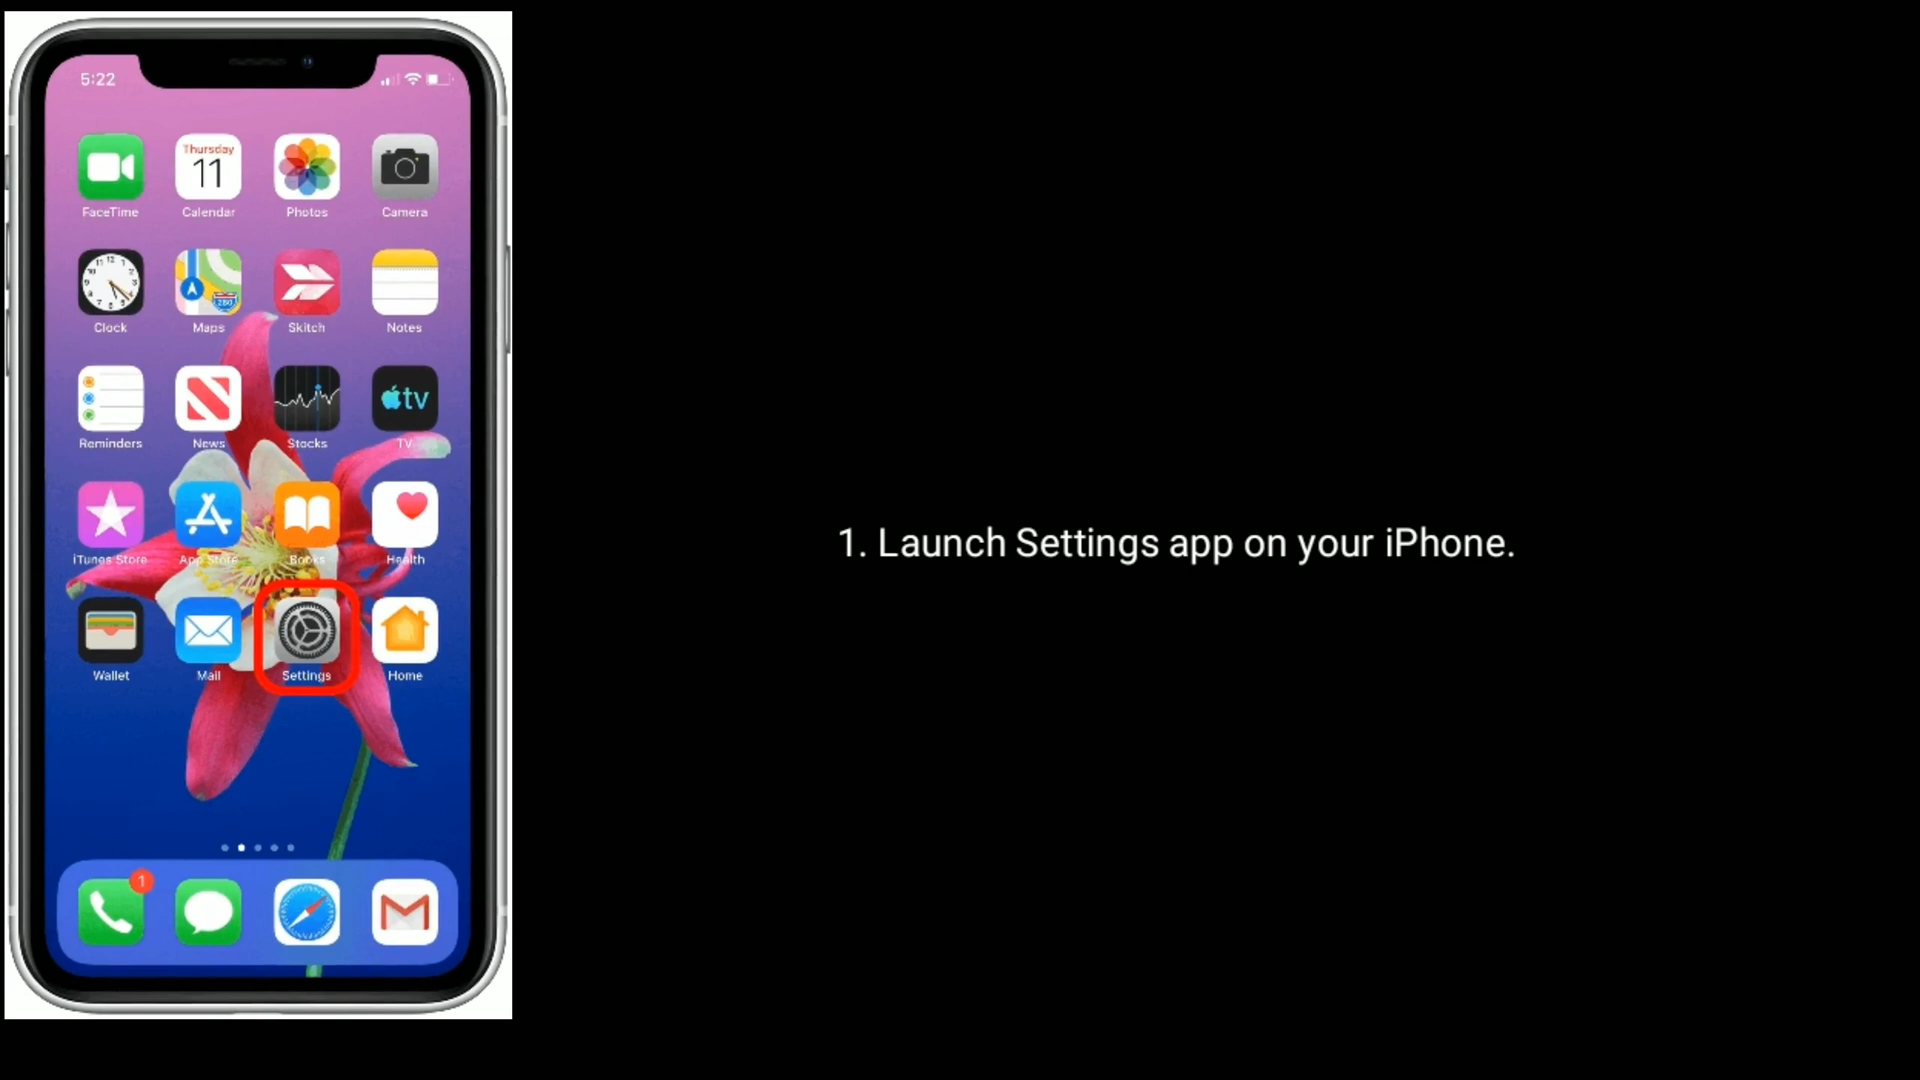 5:22
Thursday
11
FaceTime
Calendar
Photos
Camera
280
Clock
Maps
Skitch
Notes
tv
Reminders
News
Stocks
TV
iTunes Store
App Store
Books
Health
Wallet
Mail
Settings
Home
1
1. Launch Settings app on your iPhone.